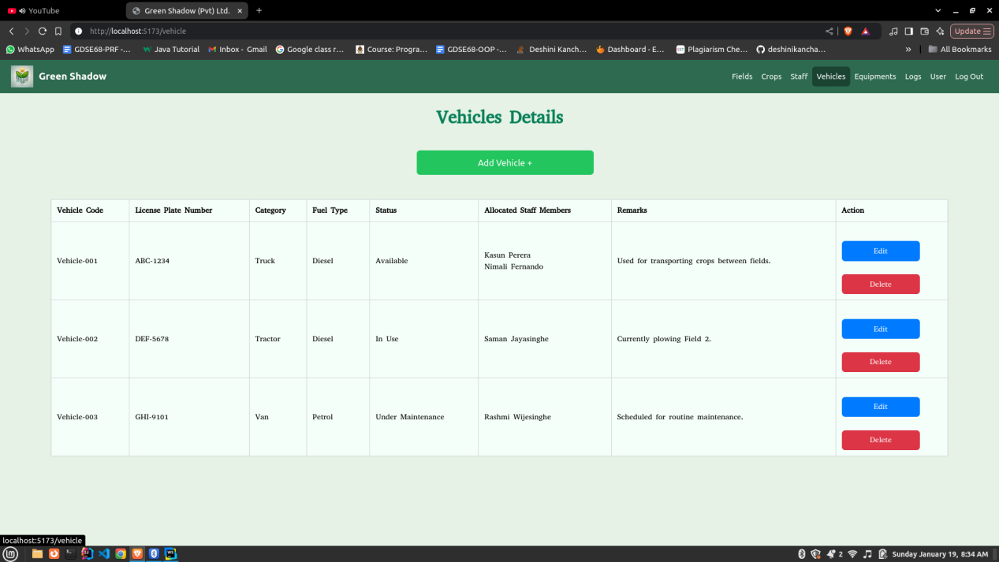 YouTube
Green Shadow (Pvt) Ltd.
http://localhost:5173/vehicle
Update
WhatsApp
GDSE68-PRF -...
Java Tutorial
Inbox - Gmail
Google class r...
Course: Progra...
GDSE68-OOP -...
Deshini Kanch...
Dashboard - E...
Plagiarism Che...
deshinikancha...
»
All Bookmarks
Green Shadow
Fields Crops Staff Vehicles Equipments Logs User Log Out
Vehicles Details
Add Vehicle +
Vehicle Code License Plate Number Category Fuel Type Status Allocated Staff Members Remarks Action
Vehicle-001 ABC-1234 Truck Diesel Available
Kasun Perera
Nimali Fernando
Used for transporting crops between fields.
Edit
Delete
Vehicle-002 DEF-5678 Tractor Diesel In Use Saman Jayasinghe Currently plowing Field 2.
Edit
Delete
Vehicle-003 GHI-9101 Van Petrol Under Maintenance Rashmi Wijesinghe Scheduled for routine maintenance.
Edit
Delete
localhost:5173/vehicle
2
Sunday January 19, 8:34 AM